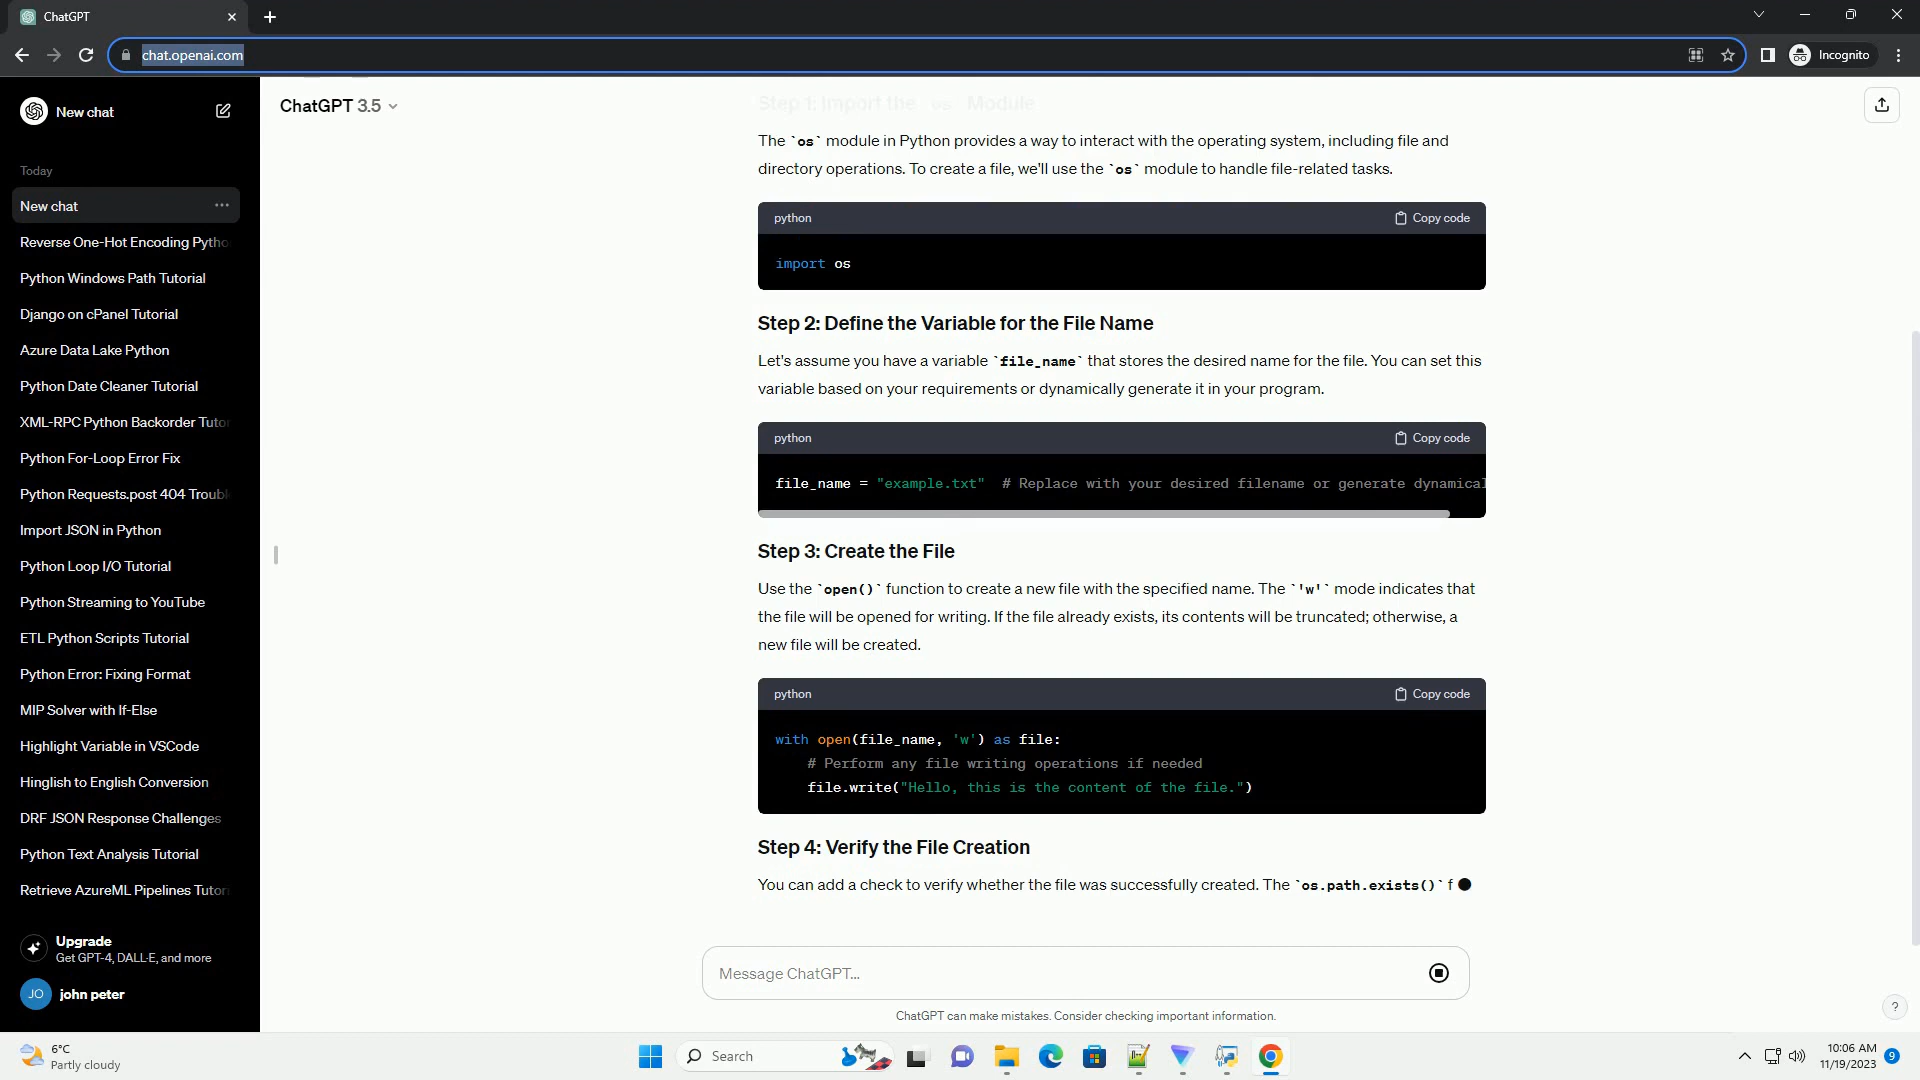 ChatGPT
chat.openai.com
Incognito
New chat
Today
New chat
Reverse One-Hot Encoding Pytho
Python Windows Path Tutorial
Django on cPanel Tutorial
Azure Data Lake Python
Python Date Cleaner Tutorial
XML-RPC Python Backorder Tutor
Python For-Loop Error Fix
Python Requests.post 404 Troubl
Import JSON in Python
Python Loop I/O Tutorial
Python Streaming to YouTube
ETL Python Scripts Tutorial
Python Error: Fixing Format
MIP Solver with If-Else
Highlight Variable in VSCode
Hinglish to English Conversion
DRF JSON Response Challenges
Python Text Analysis Tutorial
Retrieve AzureML Pipelines Tutori
Upgrade
Get GPT-4, DALL·E, and more
JO
john peter
ChatGPT 3.5
Step 1: Import the os Module
The `os` module in Python provides a way to interact with the operating system, including file and
directory operations. To create a file, we'll use the `os` module to handle file-related tasks.
python
Copy code
import os
Step 2: Define the Variable for the File Name
Let's assume you have a variable `file_name` that stores the desired name for the file. You can set this
variable based on your requirements or dynamically generate it in your program.
python
Copy code
file_name = "example.txt"  # Replace with your desired filename or generate dynamical
Step 3: Create the File
Use the `open()` function to create a new file with the specified name. The `'w'` mode indicates that
the file will be opened for writing. If the file already exists, its contents will be truncated; otherwise, a
new file will be created.
python
Copy code
with open(file_name, 'w') as file:
# Perform any file writing operations if needed
file.write("Hello, this is the content of the file.")
Step 4: Verify the File Creation
You can add a check to verify whether the file was successfully created. The `os.path.exists()` f
Message ChatGPT...
ChatGPT can make mistakes. Consider checking important information.
?
6°C
Partly cloudy
Search
10:06 AM
11/19/2023
9